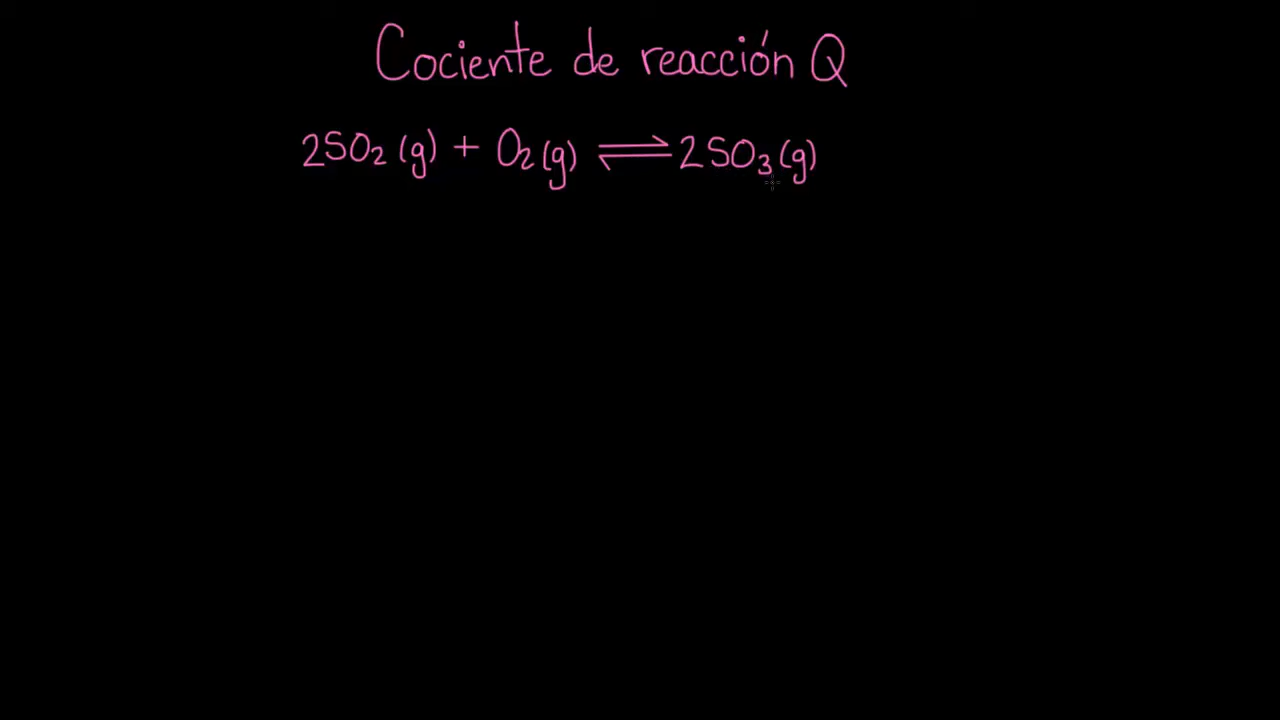 Cociente de reacción Q
2SO₂ (g) + O₂ (g) ⇌ 2SO₃ (g)